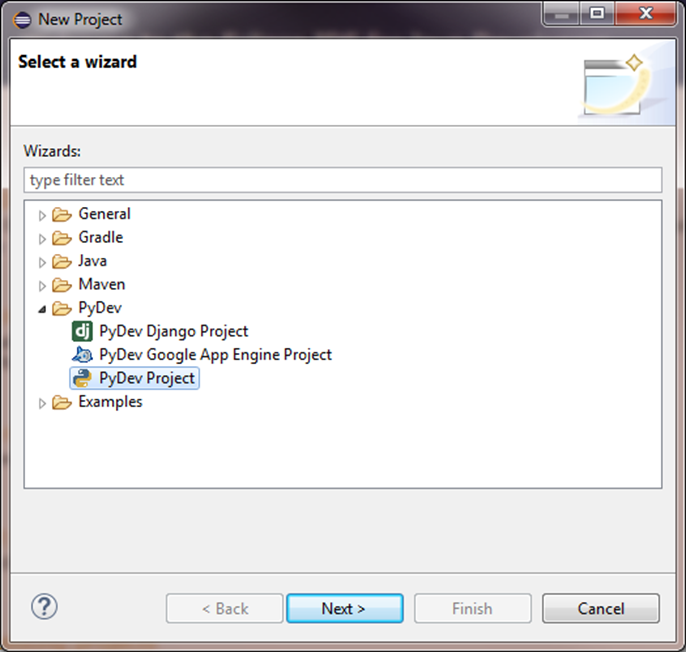 New Project
Select a wizard
Wizards:
type filter text
General
Gradle
Java
Maven
PyDev
dj PyDev Django Project
PyDev Google App Engine Project
PyDev Project
Examples
? < Back Next > Finish Cancel